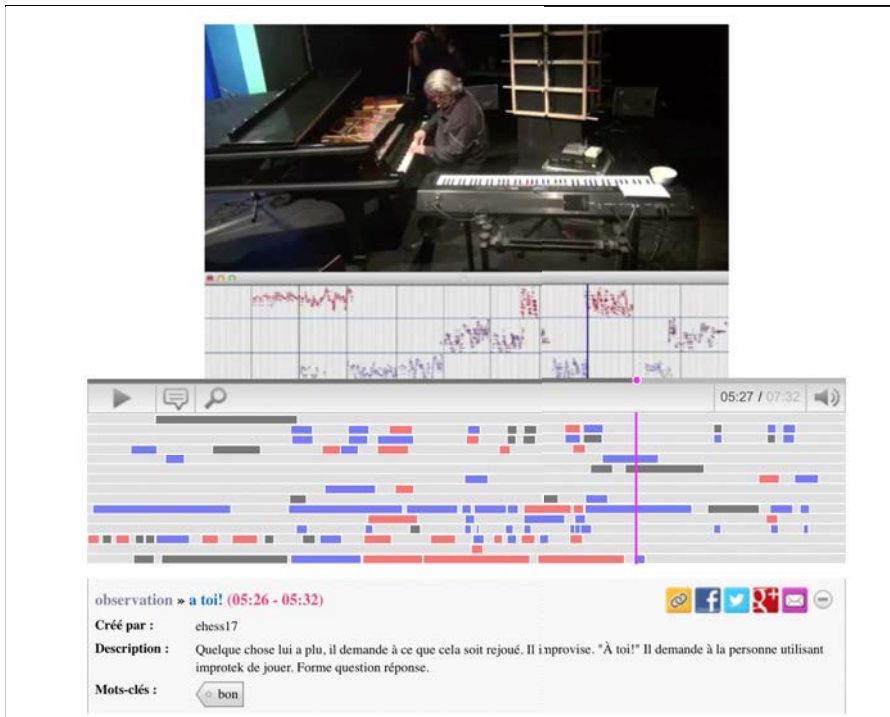 05:27 / 07:32
observation » a toi! (05:26 - 05:32)
Créé par : ehess17
Description : Quelque chose lui a plu, il demande à ce que cela soit rejoué. Il improvise. "À toi!" Il demande à la personne utilisant
improtek de jouer. Forme question réponse.
Mots-clés : bon